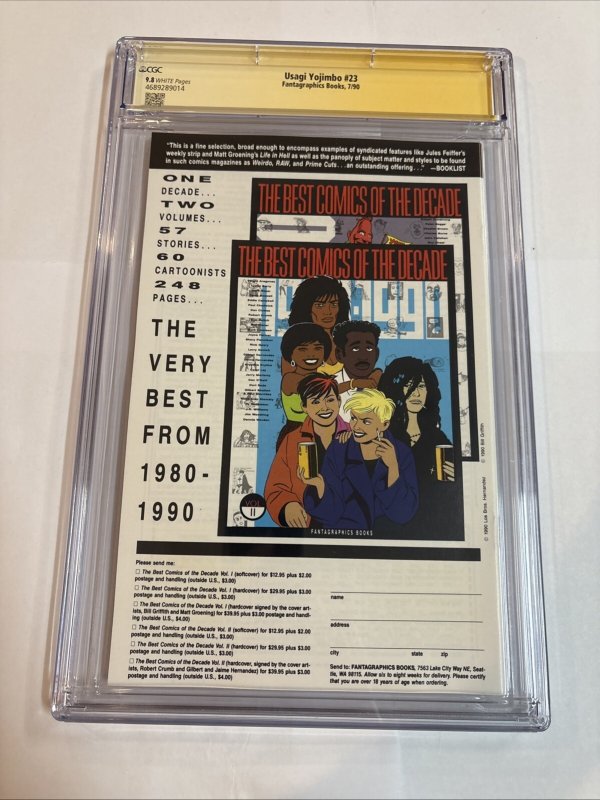 CGC
9.8 WHITE Pages
4689289014
Usagi Yojimbo #23
Fantagraphics Books, 7/90
"This is a fine selection, broad enough to encompass examples of syndicated features like Jules Feiffer's
weekly strip and Matt Groening's Life in Hell as well as the panoply of subject matter and styles to be found
in such comics magazines as Weirdo, RAW, and Prime Cuts...an outstanding offering..." —BOOKLIST
ONE
DECADE...
TWO
VOLUMES...
57
STORIES...
60
CARTOONISTS
248
PAGES...
THE
VERY
BEST
FROM
1980-
1990
THE BEST COMICS OF THE DECADE
THE BEST COMICS OF THE DECADE
VOL
II
FANTAGRAPHICS BOOKS
© 1990 Bill Griffith
© 1990 Los Bros. Hernandez
Please send me:
□ The Best Comics of the Decade Vol. I (softcover) for $12.95 plus $2.00
postage and handling (outside U.S., $3.00)
□ The Best Comics of the Decade Vol. I (hardcover) for $29.95 plus $3.00
postage and handling (outside U.S., $3.00)
□ The Best Comics of the Decade Vol. I (hardcover signed by the cover art-
ists, Bill Griffith and Matt Groening) for $39.95 plus $3.00 postage and handl-
ing (outside U.S., $4.00)
□ The Best Comics of the Decade Vol. II (softcover) for $12.95 plus $2.00
postage and handling (outside U.S., $3.00)
□ The Best Comics of the Decade Vol. II (hardcover) for $29.95 plus $3.00
postage and handling (outside U.S., $3.00)
□ The Best Comics of the Decade Vol. II (hardcover, signed by the cover art-
ists, Robert Crumb and Gilbert and Jaime Hernandez) for $39.95 plus $3.00
postage and handling (outside U.S., $4.00)
name
address
city state zip
Send to: FANTAGRAPHICS BOOKS, 7563 Lake City Way NE, Seat-
tle, WA 98115. Allow six to eight weeks for delivery. Please certify
that you are over 18 years of age when ordering.